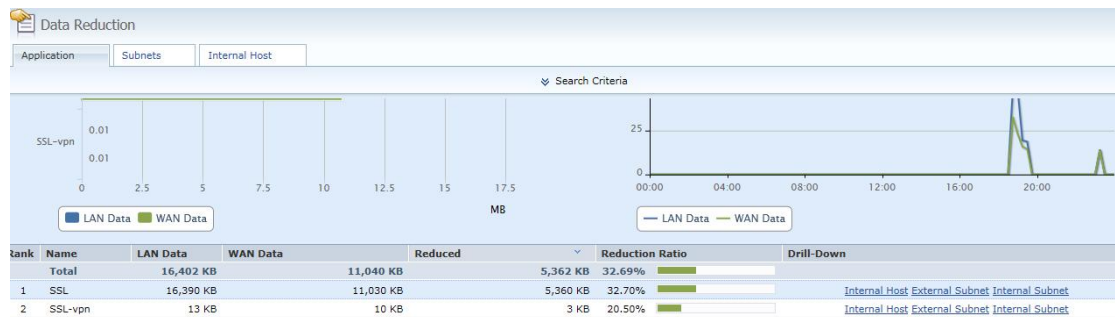 Data Reduction
Application Subnets Internal Host
Search Criteria
SSL-vpn
0.01
0.01
0 2.5 5 7.5 10 12.5 15 17.5
MB
LAN Data WAN Data
25
0
00:00 04:00 08:00 12:00 16:00 20:00
LAN Data WAN Data
Rank Name LAN Data WAN Data Reduced Reduction Ratio Drill-Down
Total 16,402 KB 11,040 KB 5,362 KB 32.69%
1 SSL 16,390 KB 11,030 KB 5,360 KB 32.70% Internal Host External Subnet Internal Subnet
2 SSL-vpn 13 KB 10 KB 3 KB 20.50% Internal Host External Subnet Internal Subnet